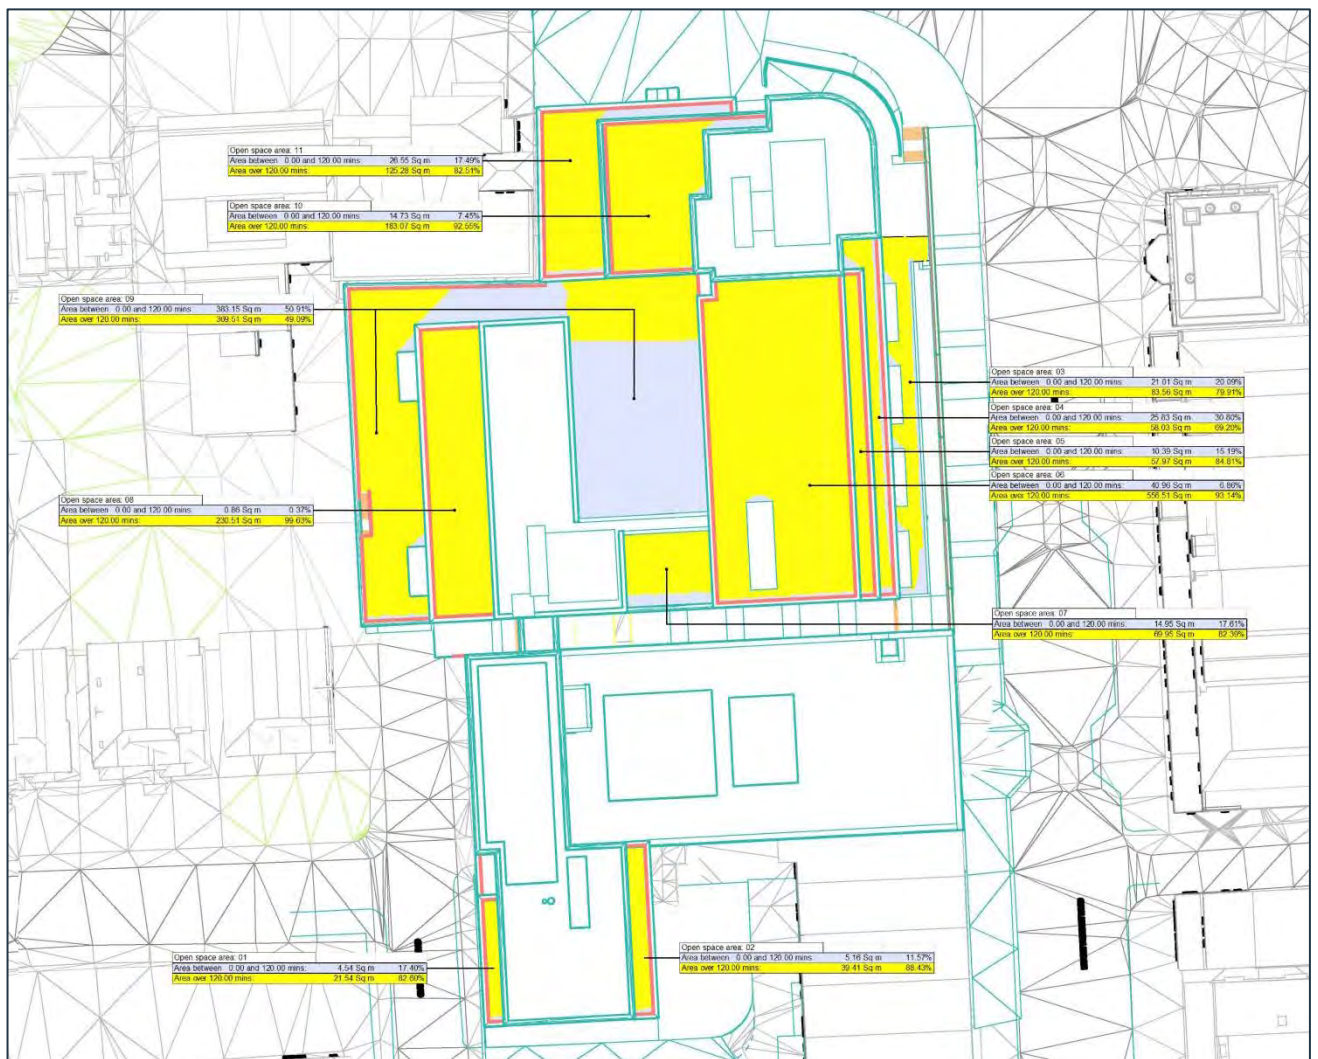 Open space area: 11
Area between 0.00 and 120.00 mins: 26.55 Sq m 17.49%
Area over 120.00 mins: 125.28 Sq m 82.51%
Open space area: 10
Area between 0.00 and 120.00 mins: 14.73 Sq m 7.45%
Area over 120.00 mins: 183.07 Sq m 92.55%
Open space area: 09
Area between 0.00 and 120.00 mins: 383.15 Sq m 50.91%
Area over 120.00 mins: 369.51 Sq m 49.09%
Open space area: 03
Area between 0.00 and 120.00 mins: 21.01 Sq m 20.09%
Area over 120.00 mins: 83.56 Sq m 79.91%
Open space area: 04
Area between 0.00 and 120.00 mins: 25.83 Sq m 30.80%
Area over 120.00 mins: 58.03 Sq m 69.20%
Open space area: 05
Area between 0.00 and 120.00 mins: 10.39 Sq m 15.19%
Area over 120.00 mins: 57.97 Sq m 84.81%
Open space area: 06
Area between 0.00 and 120.00 mins: 40.96 Sq m 6.86%
Area over 120.00 mins: 556.51 Sq m 93.14%
Open space area: 08
Area between 0.00 and 120.00 mins: 0.86 Sq m 0.37%
Area over 120.00 mins: 230.51 Sq m 99.63%
Open space area: 07
Area between 0.00 and 120.00 mins: 14.95 Sq m 17.61%
Area over 120.00 mins: 69.95 Sq m 82.39%
8
Open space area: 01
Area between 0.00 and 120.00 mins: 4.54 Sq m 17.40%
Area over 120.00 mins: 21.54 Sq m 82.60%
Open space area: 02
Area between 0.00 and 120.00 mins: 5.16 Sq m 11.57%
Area over 120.00 mins: 39.41 Sq m 88.43%